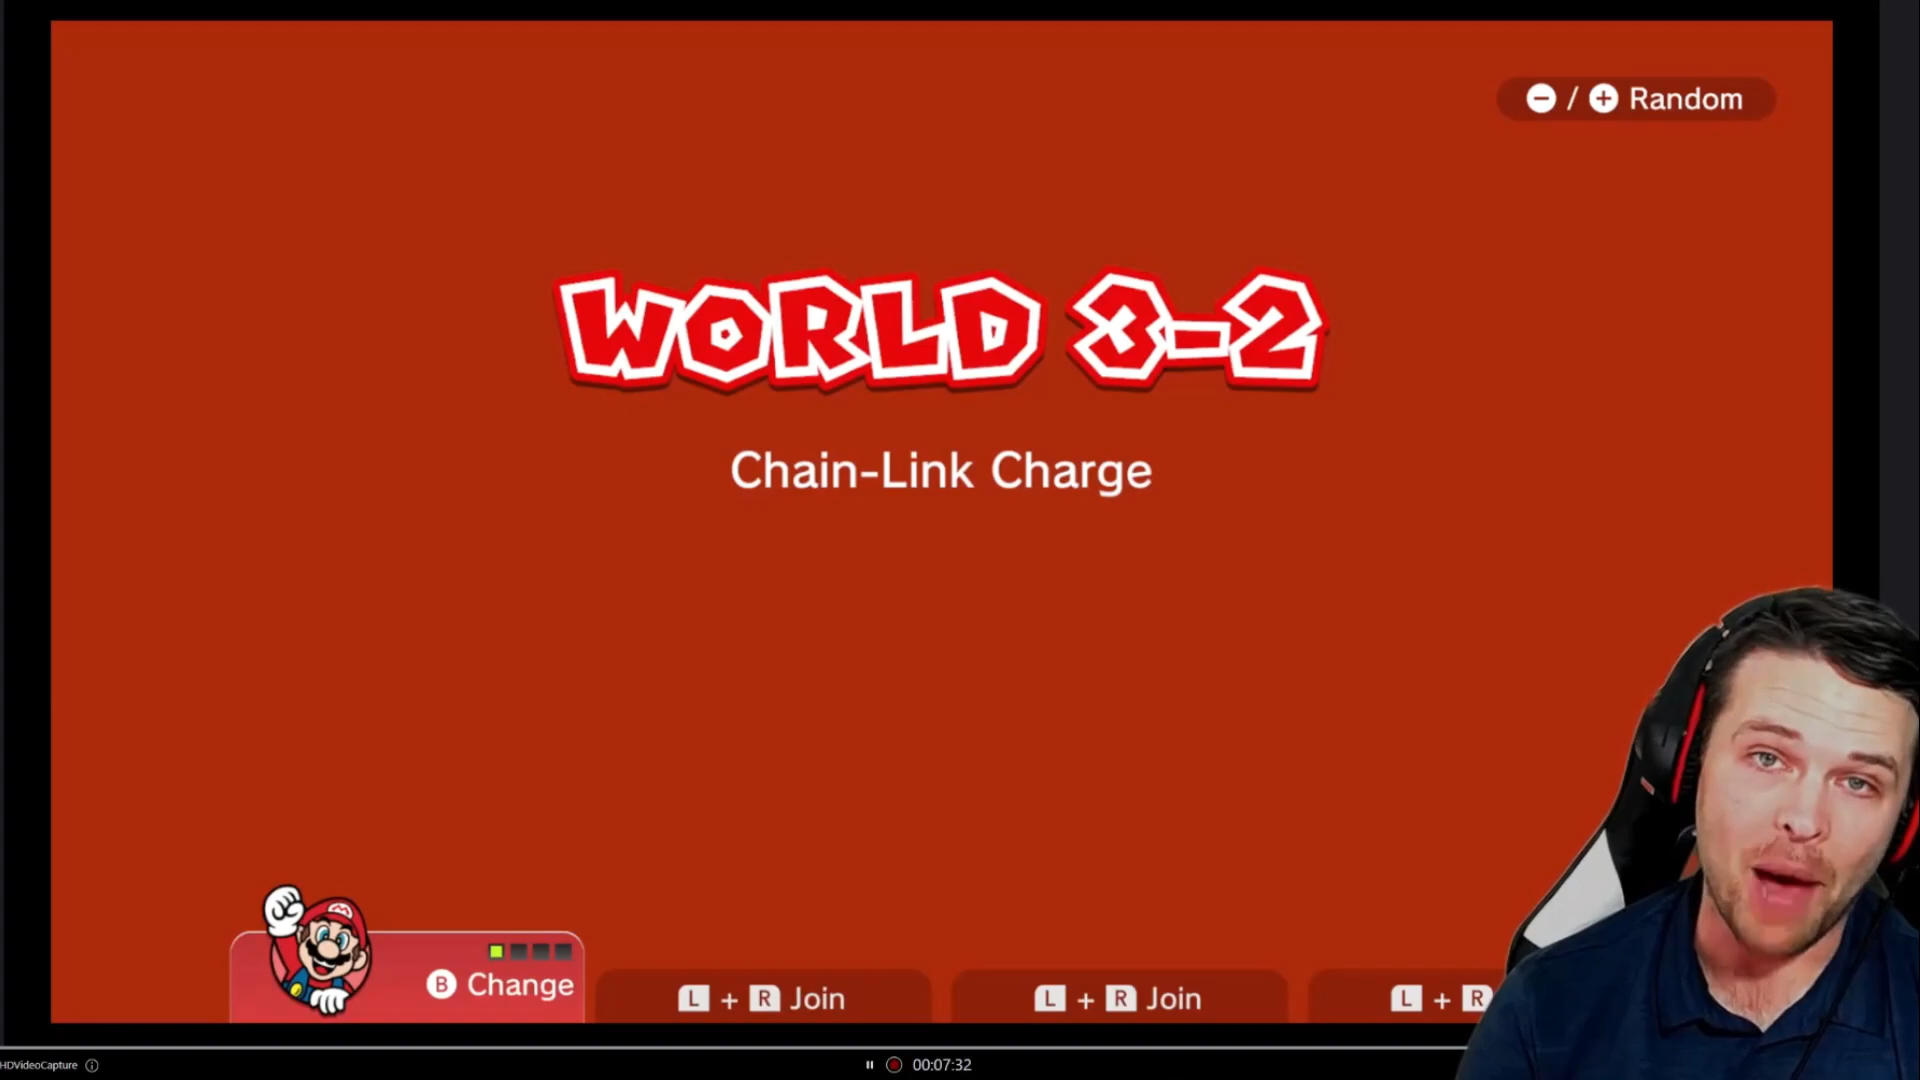 − / + Random
WORLD 3-2
Chain-Link Charge
B Change
L + R Join
L + R Join
L + R
HDVideoCapture
00:07:32